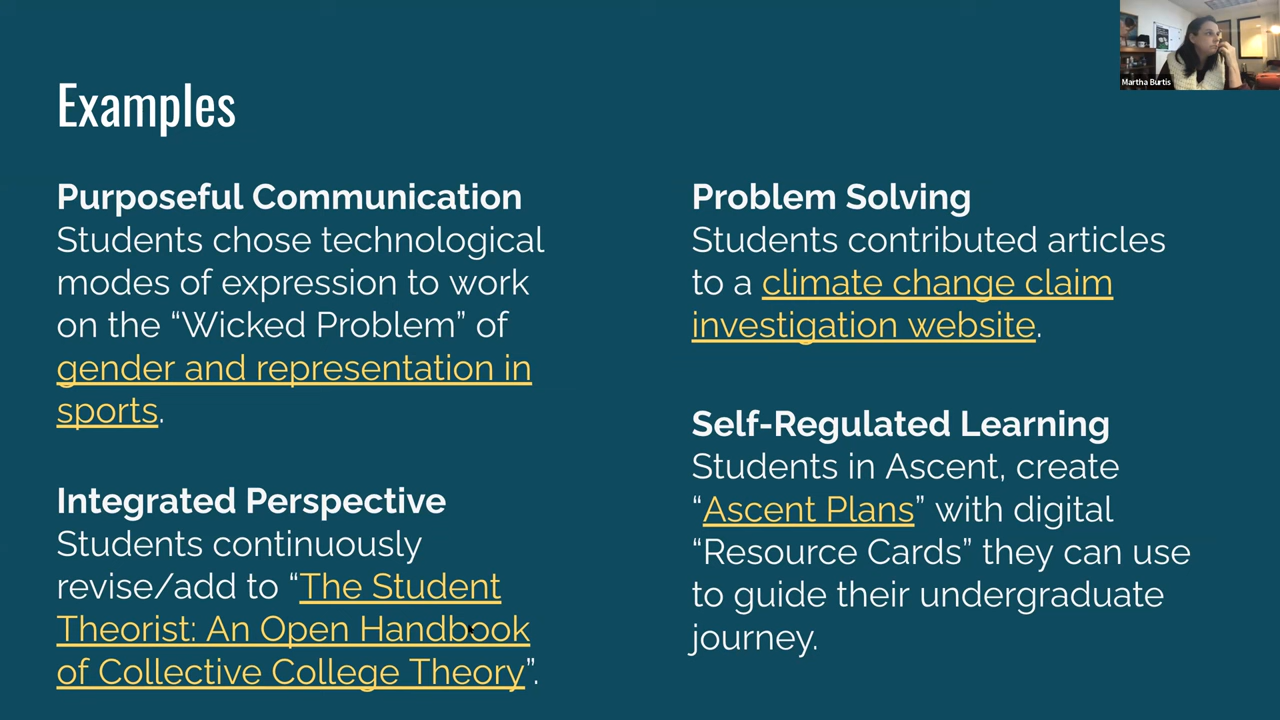 Examples
Purposeful Communication
Students chose technological
modes of expression to work
on the “Wicked Problem” of
gender and representation in
sports.
Integrated Perspective
Students continuously
revise/add to “The Student
Theorist: An Open Handbook
of Collective College Theory”.
Problem Solving
Students contributed articles
to a climate change claim
investigation website.
Self-Regulated Learning
Students in Ascent, create
“Ascent Plans” with digital
“Resource Cards” they can use
to guide their undergraduate
journey.
Martha Burtis